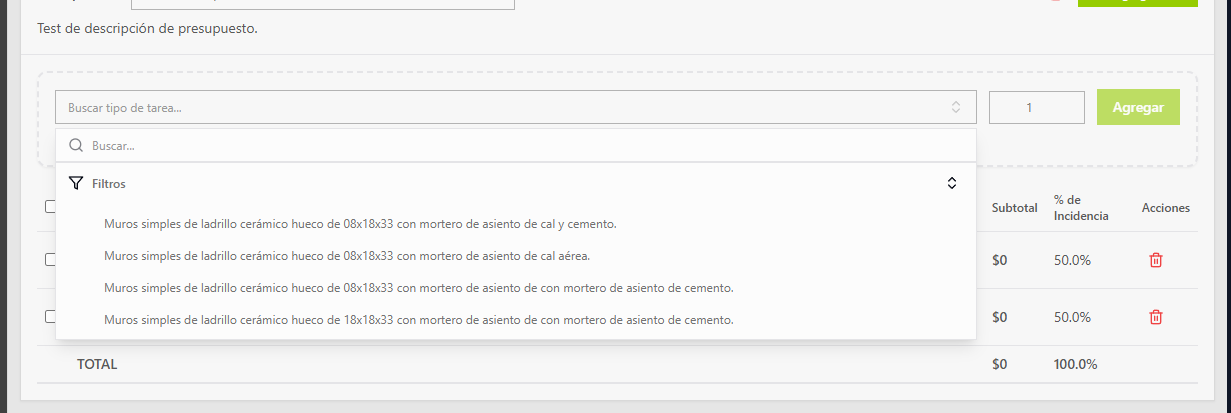 Test de descripción de presupuesto.
Buscar tipo de tarea...
1
Agregar
Buscar...
Filtros
Muros simples de ladrillo cerámico hueco de 08x18x33 con mortero de asiento de cal y cemento.
Muros simples de ladrillo cerámico hueco de 08x18x33 con mortero de asiento de cal aérea.
Muros simples de ladrillo cerámico hueco de 08x18x33 con mortero de asiento de con mortero de asiento de cemento.
Muros simples de ladrillo cerámico hueco de 18x18x33 con mortero de asiento de con mortero de asiento de cemento.
Subtotal
% de
Incidencia
Acciones
$0
50.0%
$0
50.0%
TOTAL
$0
100.0%